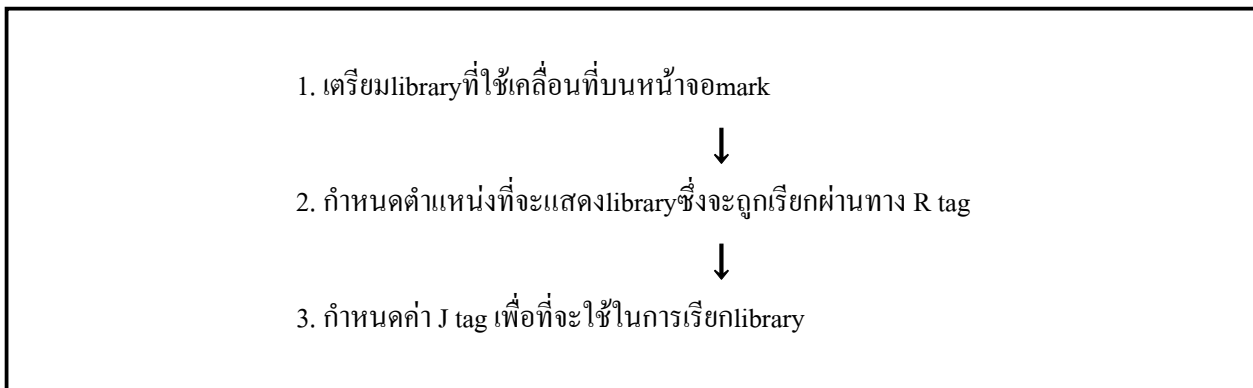 1. เตรียมlibraryที่ใช้เคลื่อนที่บนหน้าจอmark
2. กำหนดตำแหน่งที่จะแสดงlibraryซึ่งจะถูกเรียกผ่านทาง R tag
3. กำหนดค่า J tag เพื่อที่จะใช้ในการเรียกlibrary